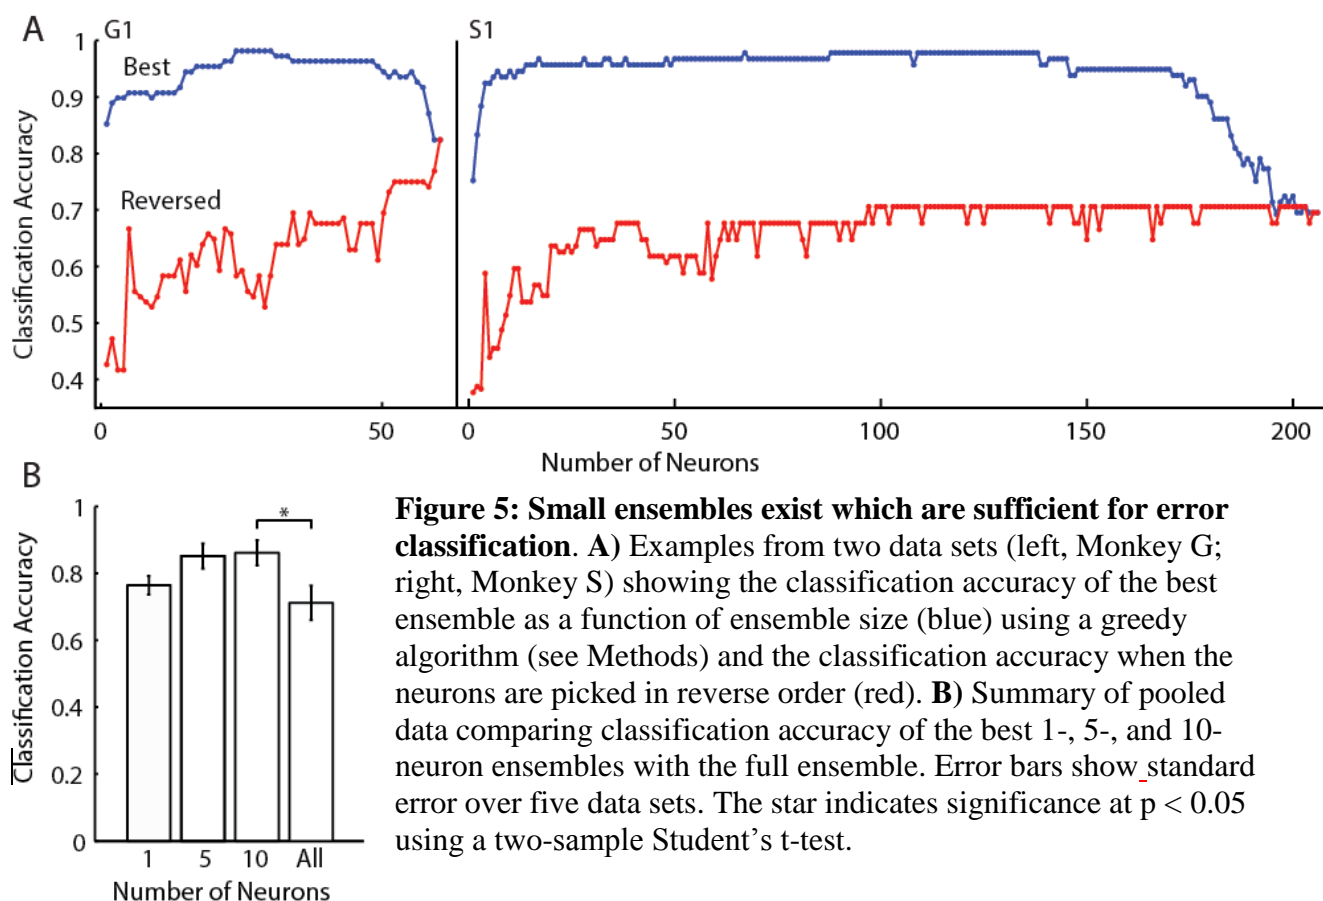 A
G1
S1
1
0.9
0.8
0.7
0.6
0.5
0.4
Classification Accuracy
Best
Reversed
0
50
0
50
100
150
200
Number of Neurons
B
1
0.8
0.6
0.4
0.2
0
Classification Accuracy
*
1 5 10 All
Number of Neurons
Figure 5: Small ensembles exist which are sufficient for error
classification. A) Examples from two data sets (left, Monkey G;
right, Monkey S) showing the classification accuracy of the best
ensemble as a function of ensemble size (blue) using a greedy
algorithm (see Methods) and the classification accuracy when the
neurons are picked in reverse order (red). B) Summary of pooled
data comparing classification accuracy of the best 1-, 5-, and 10-
neuron ensembles with the full ensemble. Error bars show standard
error over five data sets. The star indicates significance at p < 0.05
using a two-sample Student’s t-test.